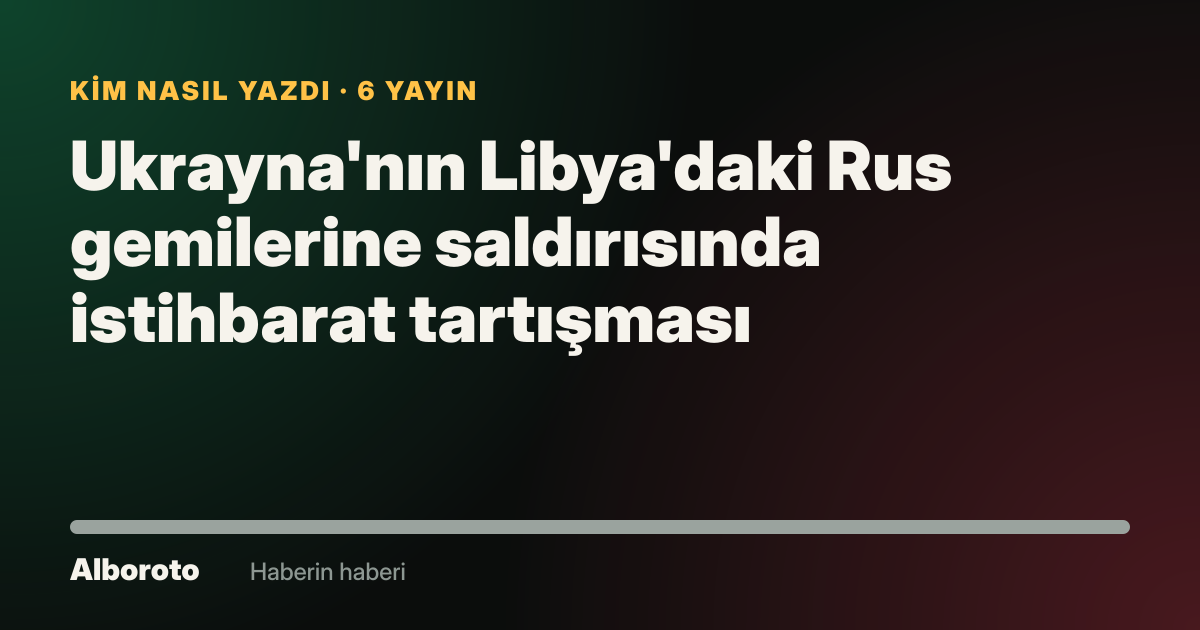 KİM NASIL YAZDI · 6 YAYIN
Ukrayna'nın Libya'daki Rus
gemilerine saldırısında
istihbarat tartışması
Alboroto
Haberin haberi